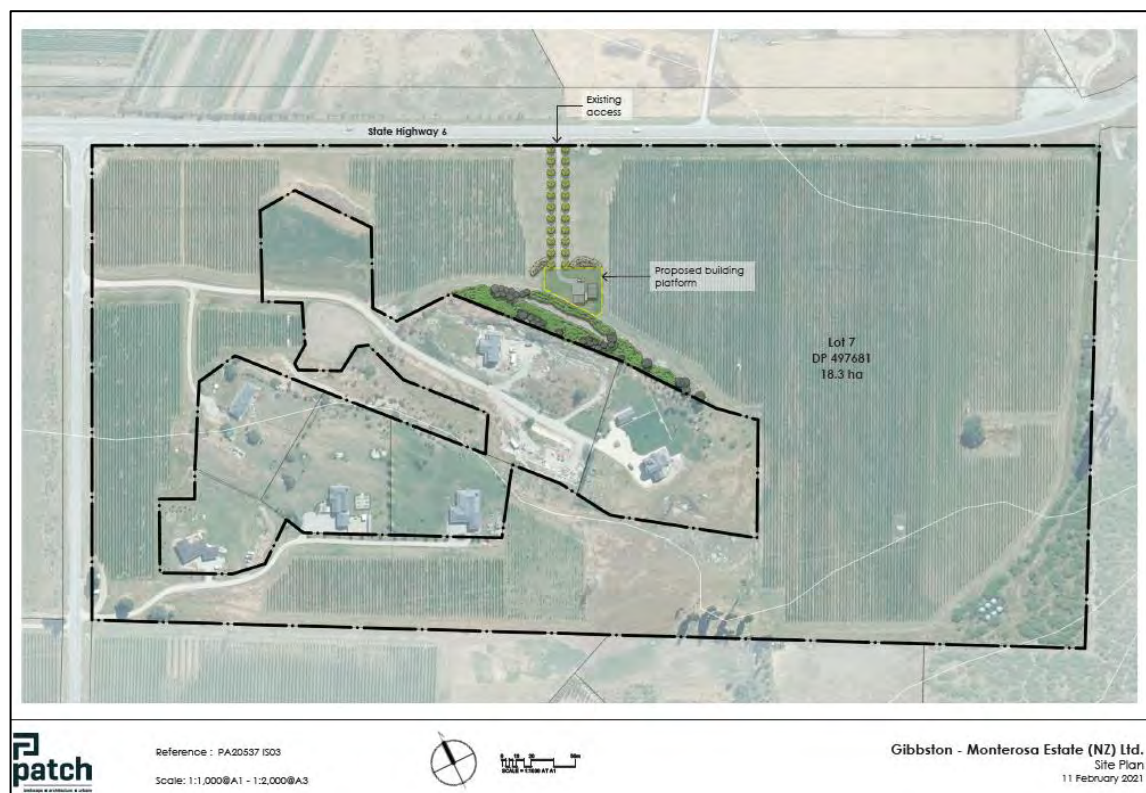 Existing
access
State Highway 6
Proposed building
platform
Lot 7
DP 497681
18.3 ha
patch
Reference : PA20537 IS03
Scale: 1:1,000@A1 - 1:2,000@A3
Gibbston - Monterosa Estate (NZ) Ltd.
Site Plan
11 February 2021